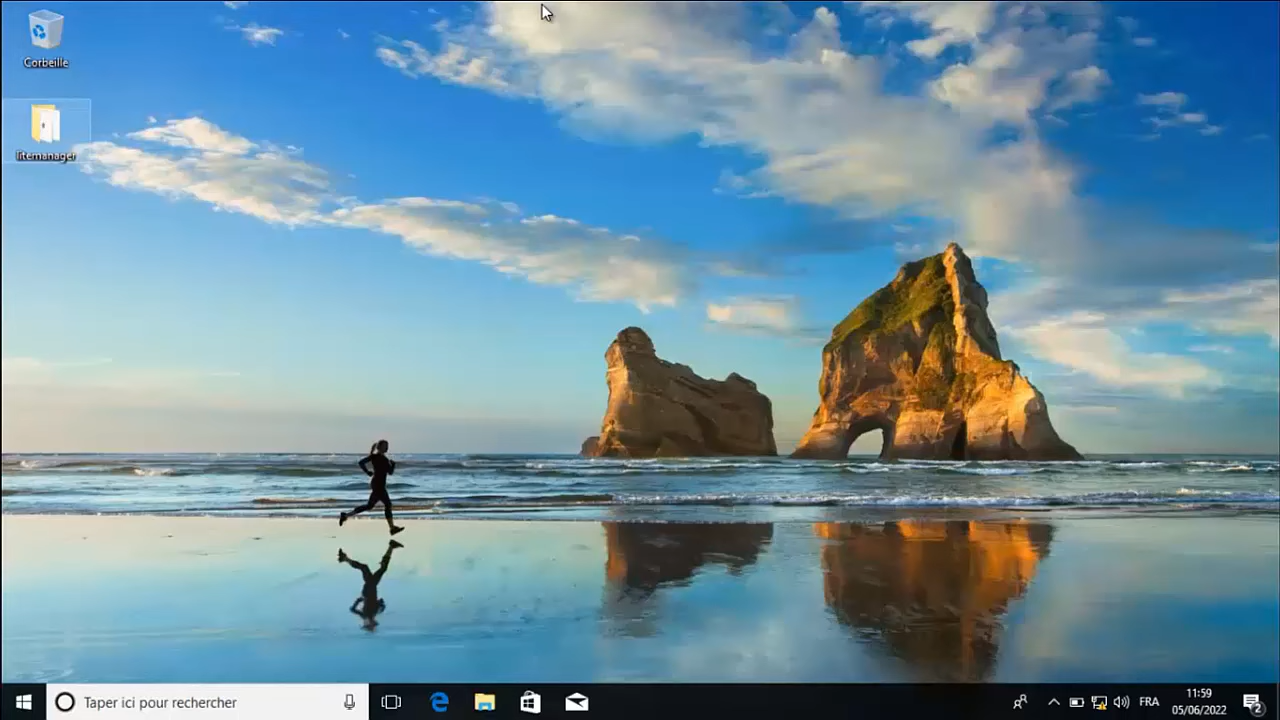 Corbeille
litemanager
Taper ici pour rechercher
FRA
11:59
05/06/2022
2